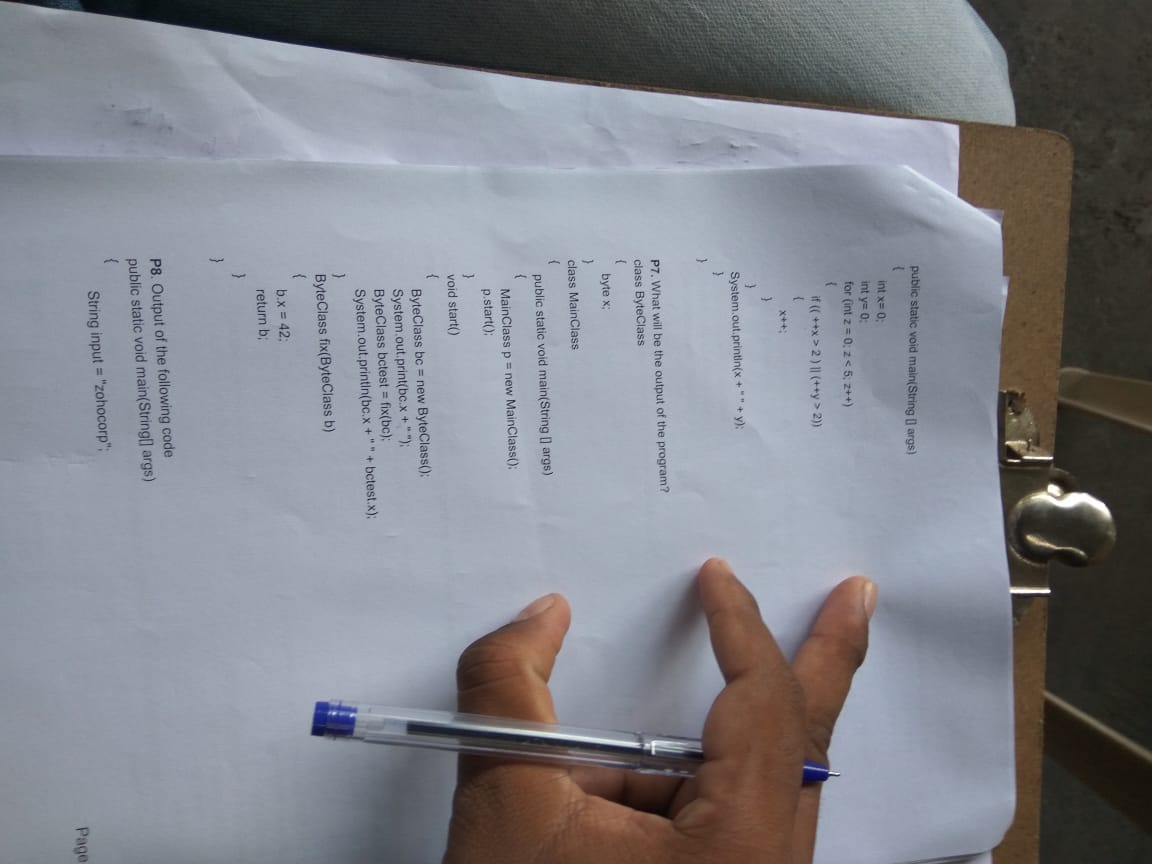 public static void main(String [] args)
{
int x= 0;
int y= 0;
for (int z = 0; z < 5; z++)
{
if (( ++x > 2 ) || (++y > 2))
{
x++;
}
}
System.out.println(x + " " + y);
}
}
P7. What will be the output of the program?
class ByteClass
{
byte x;
}
class MainClass
{
public static void main(String [] args)
{
MainClass p = new MainClass();
p.start();
}
void start()
{
ByteClass bc = new ByteClass();
System.out.print(bc.x + " ");
ByteClass bctest = fix(bc);
System.out.println(bc.x + " " + bctest.x);
}
ByteClass fix(ByteClass b)
{
b.x = 42;
return b;
}
}
P8. Output of the following code
public static void main(String[] args)
{
String input = "zohocorp";
Page